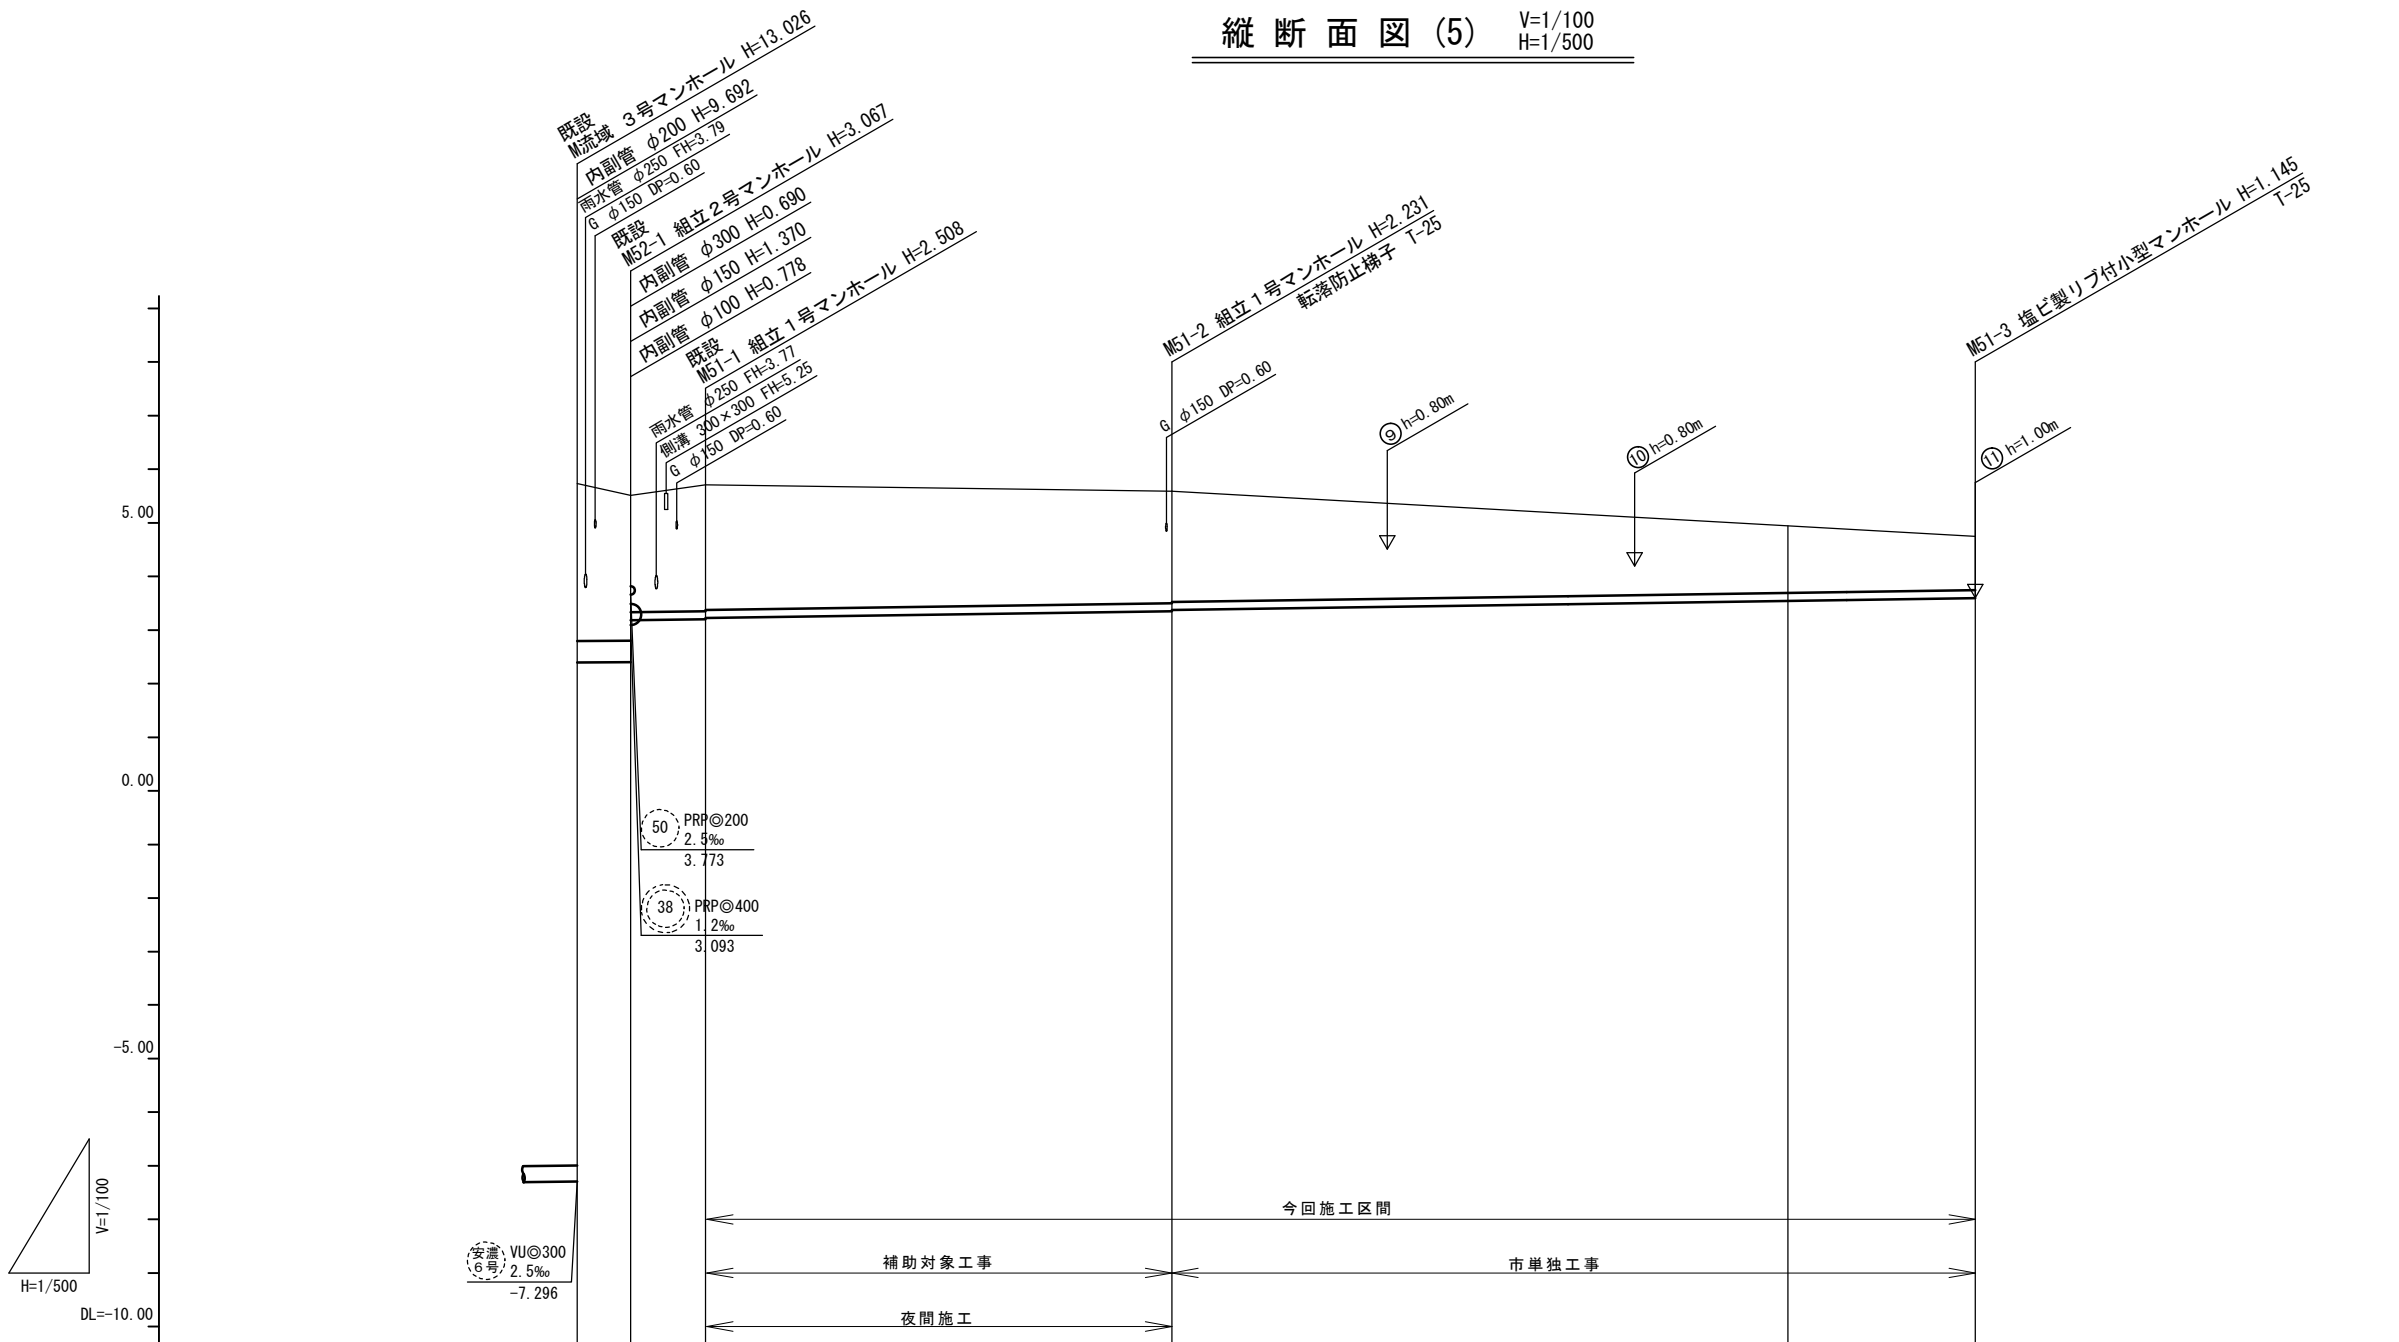 縦断面図(5)
V=1/100
H=1/500
既設
M流域 3号マンホール H=13.026
内副管 φ200 H=9.692
雨水管 φ250 FH=3.79
G φ150 DP=0.60
既設
M52-1 組立2号マンホール H=3.067
内副管 φ300 H=0.690
内副管 φ150 H=1.370
内副管 φ100 H=0.778
既設
M51-1 組立1号マンホール H=2.508
雨水管 φ250 FH=3.77
側溝 300×300 FH=5.25
G φ150 DP=0.60
M51-2 組立1号マンホール H=2.231
転落防止梯子 T-25
G φ150 DP=0.60
⑨ h=0.80m
⑩ h=0.80m
M51-3 塩ビ製リブ付小型マンホール H=1.145
T-25
⑪ h=1.00m
5.00
0.00
-5.00
DL=-10.00
50 PRP◎200
2.5‰
3.773
38 PRP◎400
1.2‰
3.093
安濃
6号
VU◎300
2.5‰
-7.296
V=1/100
H=1/500
今回施工区間
補助対象工事
市単独工事
夜間施工